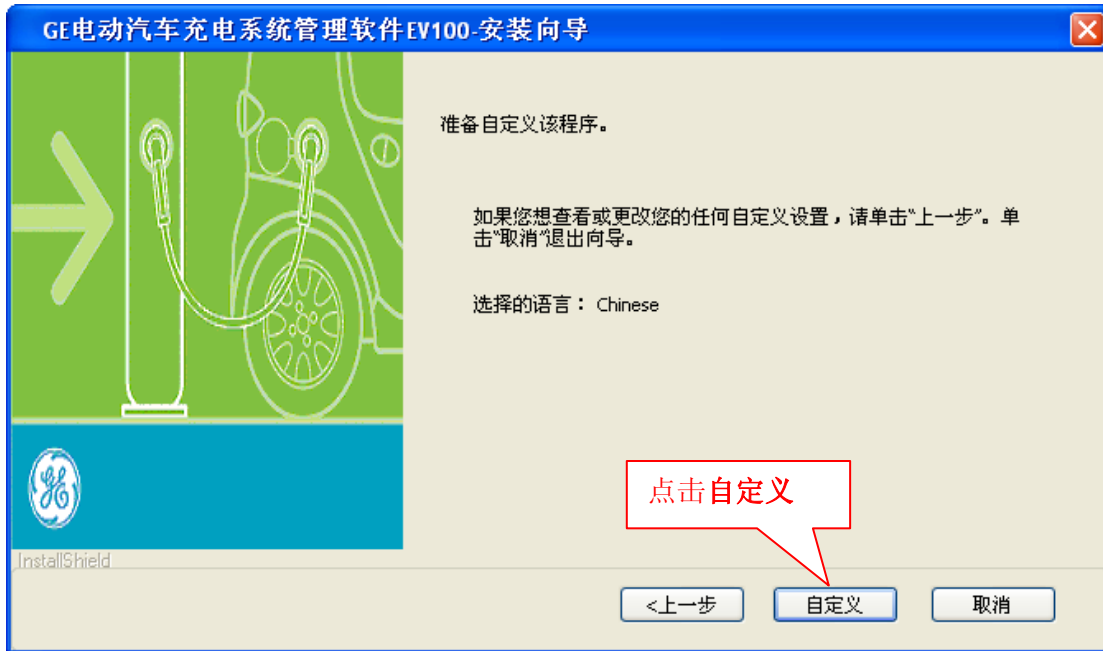 GE电动汽车充电系统管理软件EV100-安装向导
准备自定义该程序。
如果您想查看或更改您的任何自定义设置，请单击“上一步”。单
击“取消”退出向导。
选择的语言： Chinese
点击自定义
GE
InstallShield
<上一步
自定义
取消